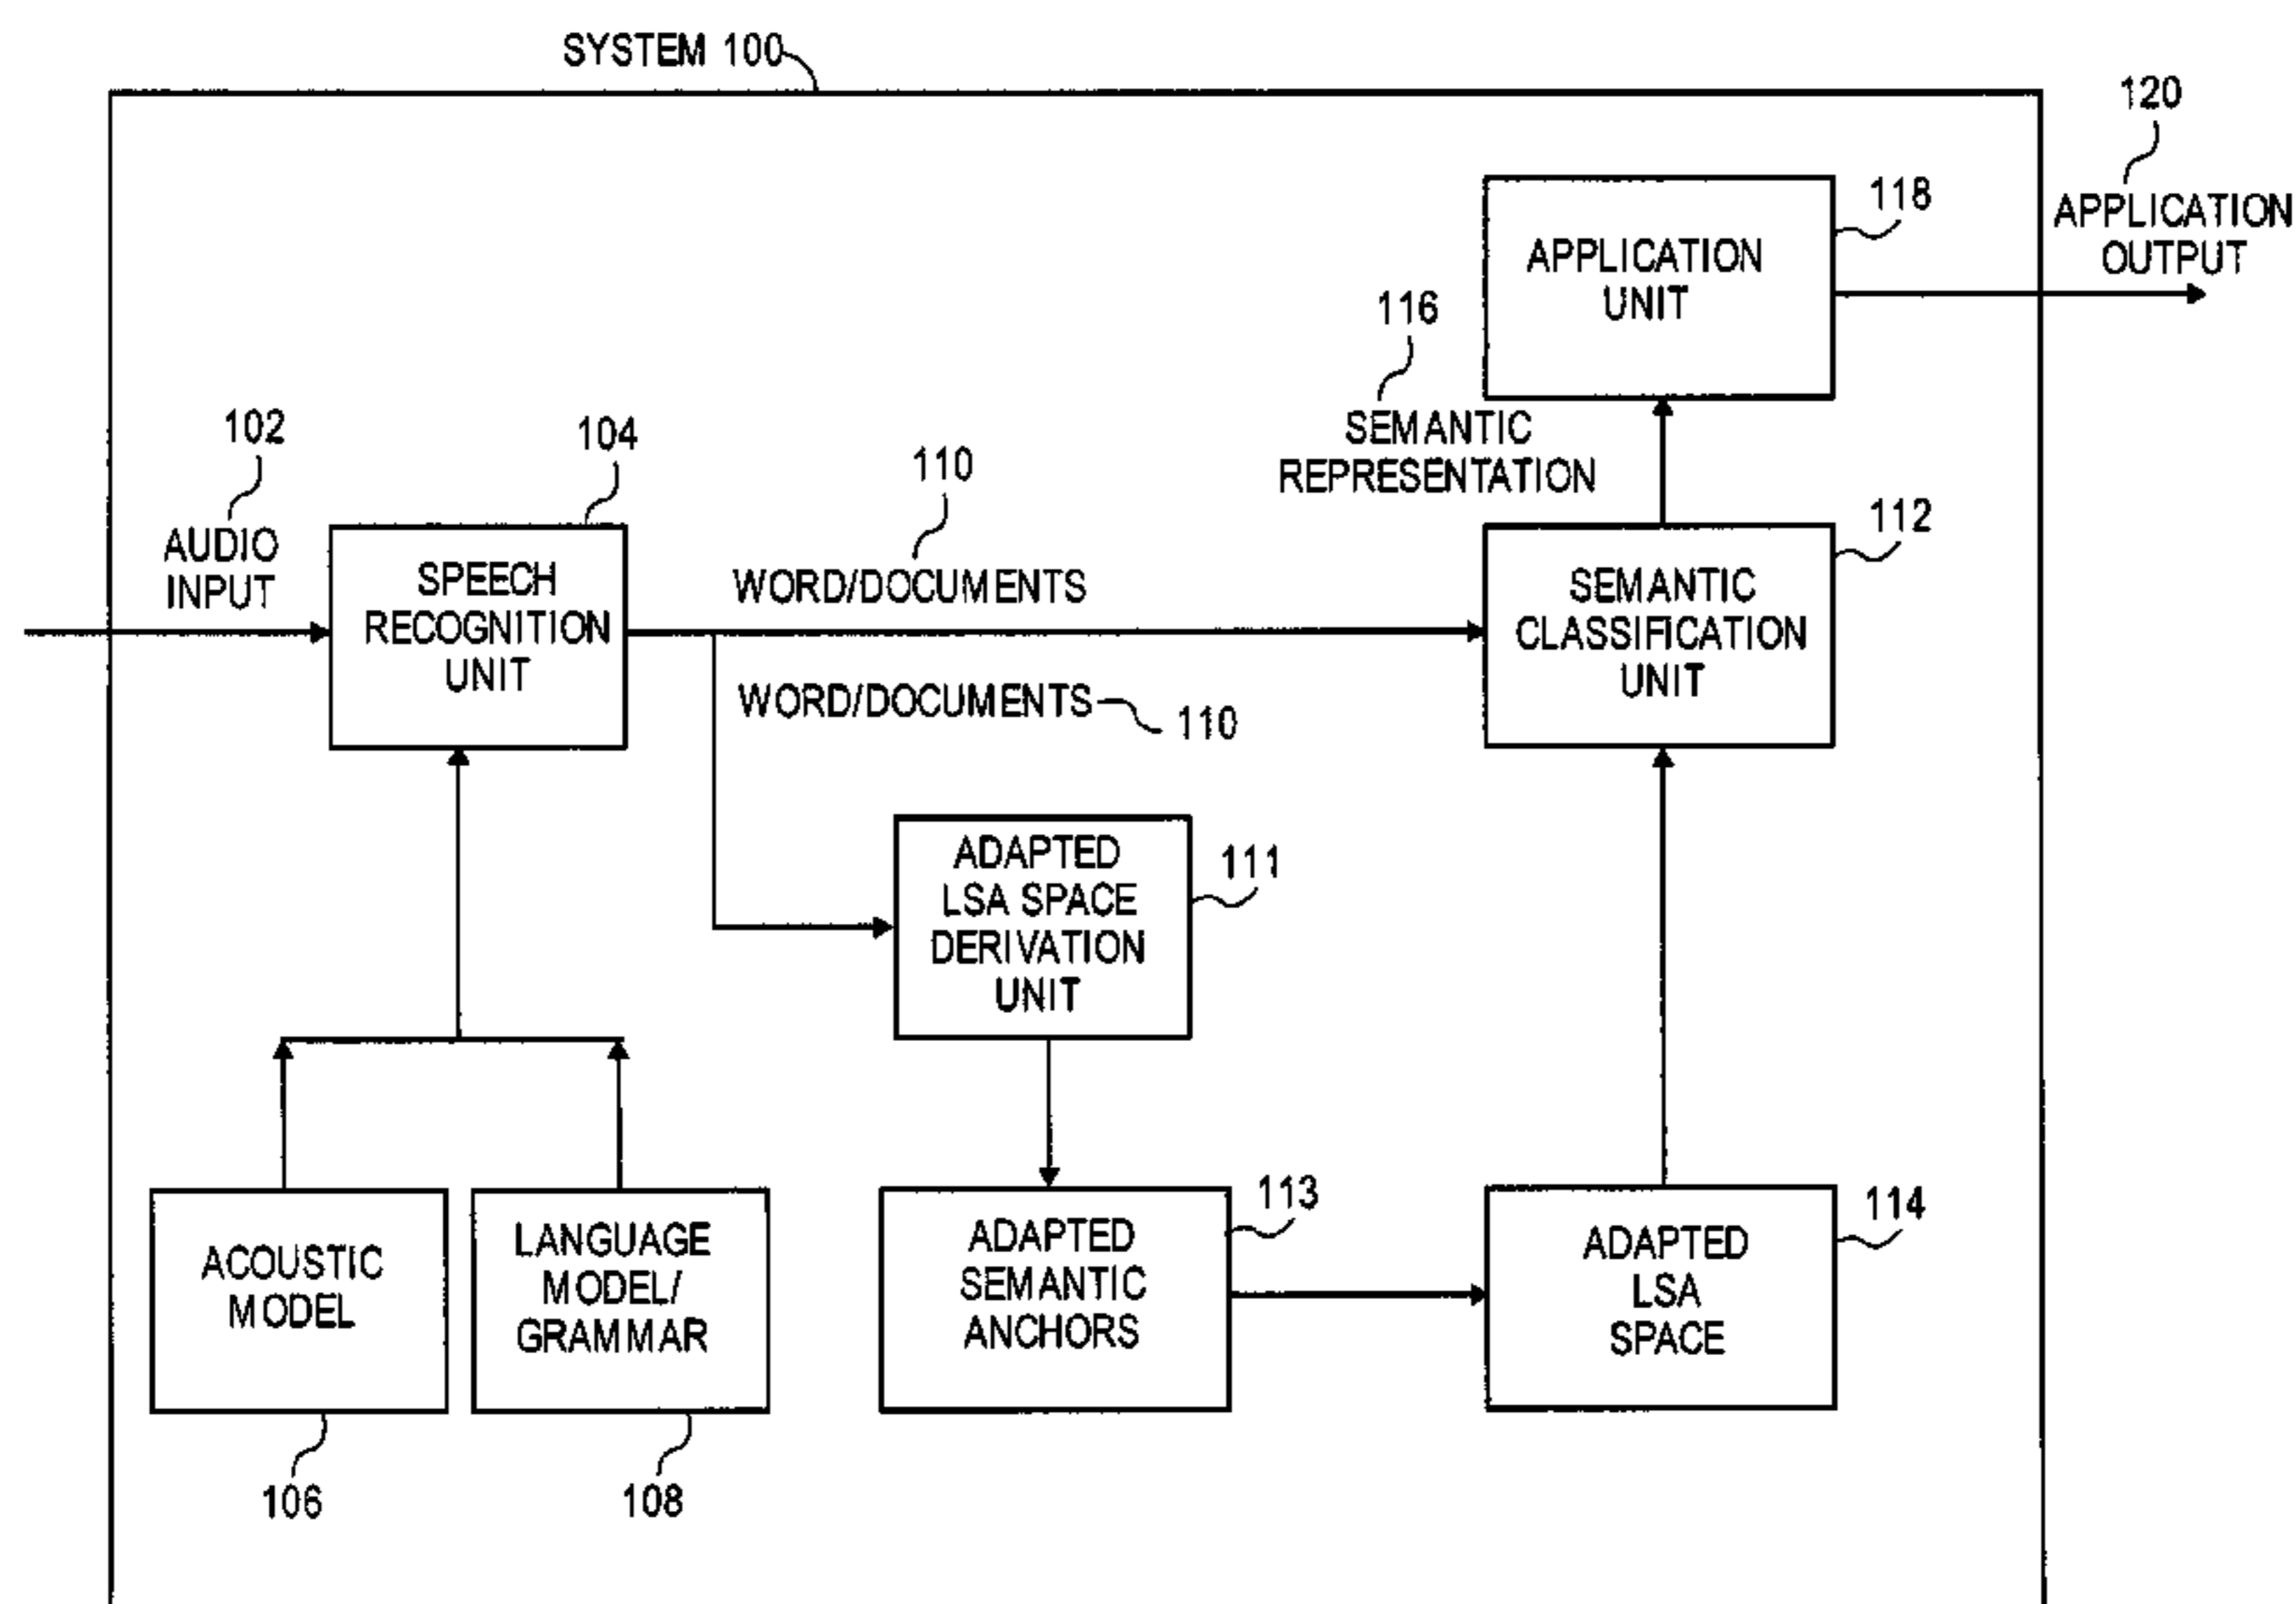 SYSTEM 100
120
APPLICATION
OUTPUT
118
APPLICATION
UNIT
116
SEMANTIC
REPRESENTATION
102
AUDIO
INPUT
104
SPEECH
RECOGNITION
UNIT
110
WORD/DOCUMENTS
WORD/DOCUMENTS 110
112
SEMANTIC
CLASSIFICATION
UNIT
ADAPTED
LSA SPACE
DERIVATION
UNIT
111
ACOUSTIC
MODEL
106
LANGUAGE
MODEL/
GRAMMAR
108
ADAPTED
SEMANTIC
ANCHORS
113
ADAPTED
LSA
SPACE
114